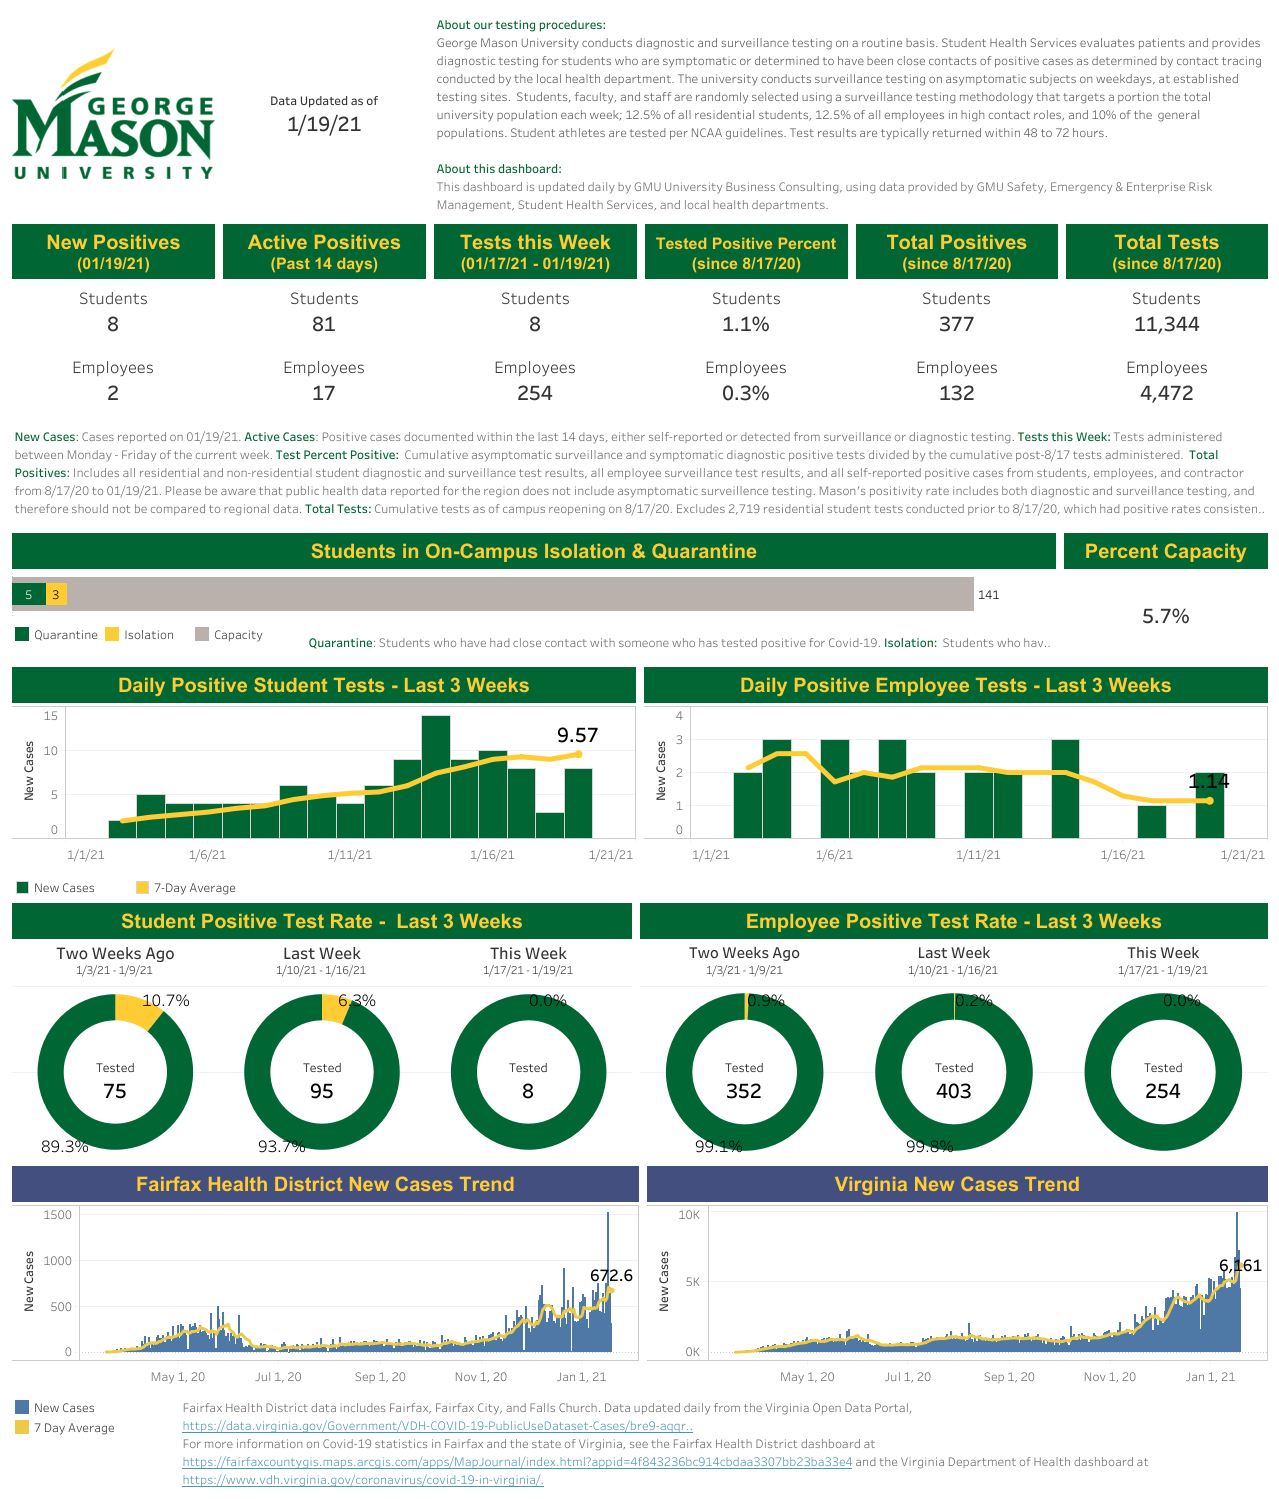 GEORGE
MASON
UNIVERSITY
Data Updated as of
1/19/21
About our testing procedures:
George Mason University conducts diagnostic and surveillance testing on a routine basis. Student Health Services evaluates patients and provides
diagnostic testing for students who are symptomatic or determined to have been close contacts of positive cases as determined by contact tracing
conducted by the local health department. The university conducts surveillance testing on asymptomatic subjects on weekdays, at established
testing sites.  Students, faculty, and staff are randomly selected using a surveillance testing methodology that targets a portion the total
university population each week; 12.5% of all residential students, 12.5% of all employees in high contact roles, and 10% of the  general
populations. Student athletes are tested per NCAA guidelines. Test results are typically returned within 48 to 72 hours.
About this dashboard:
This dashboard is updated daily by GMU University Business Consulting, using data provided by GMU Safety, Emergency & Enterprise Risk
Management, Student Health Services, and local health departments.
New Positives
(01/19/21)
Students
8
Employees
2
Active Positives
(Past 14 days)
Students
81
Employees
17
Tests this Week
(01/17/21 - 01/19/21)
Students
8
Employees
254
Tested Positive Percent
(since 8/17/20)
Students
1.1%
Employees
0.3%
Total Positives
(since 8/17/20)
Students
377
Employees
132
Total Tests
(since 8/17/20)
Students
11,344
Employees
4,472
New Cases: Cases reported on 01/19/21. Active Cases: Positive cases documented within the last 14 days, either self-reported or detected from surveillance or diagnostic testing. Tests this Week: Tests administered
between Monday - Friday of the current week. Test Percent Positive:  Cumulative asymptomatic surveillance and symptomatic diagnostic positive tests divided by the cumulative post-8/17 tests administered.  Total
Positives: Includes all residential and non-residential student diagnostic and surveillance test results, all employee surveillance test results, and all self-reported positive cases from students, employees, and contractor
from 8/17/20 to 01/19/21. Please be aware that public health data reported for the region does not include asymptomatic surveillence testing. Mason's positivity rate includes both diagnostic and surveillance testing, and
therefore should not be compared to regional data. Total Tests: Cumulative tests as of campus reopening on 8/17/20. Excludes 2,719 residential student tests conducted prior to 8/17/20, which had positive rates consisten..
Students in On-Campus Isolation & Quarantine
5
3
141
Quarantine
Isolation
Capacity
Quarantine: Students who have had close contact with someone who has tested positive for Covid-19. Isolation:  Students who hav..
Percent Capacity
5.7%
Daily Positive Student Tests - Last 3 Weeks
New Cases
15
10
5
0
9.57
1/1/21
1/6/21
1/11/21
1/16/21
1/21/21
Daily Positive Employee Tests - Last 3 Weeks
New Cases
4
3
2
1
0
1.14
1/1/21
1/6/21
1/11/21
1/16/21
1/21/21
New Cases
7-Day Average
Student Positive Test Rate -  Last 3 Weeks
Two Weeks Ago
1/3/21 - 1/9/21
10.7%
Tested
75
89.3%
Last Week
1/10/21 - 1/16/21
6.3%
Tested
95
93.7%
This Week
1/17/21 - 1/19/21
0.0%
Tested
8
Employee Positive Test Rate - Last 3 Weeks
Two Weeks Ago
1/3/21 - 1/9/21
0.9%
Tested
352
99.1%
Last Week
1/10/21 - 1/16/21
0.2%
Tested
403
99.8%
This Week
1/17/21 - 1/19/21
0.0%
Tested
254
Fairfax Health District New Cases Trend
New Cases
1500
1000
500
0
672.6
May 1, 20
Jul 1, 20
Sep 1, 20
Nov 1, 20
Jan 1, 21
Virginia New Cases Trend
New Cases
10K
5K
0K
6,161
May 1, 20
Jul 1, 20
Sep 1, 20
Nov 1, 20
Jan 1, 21
New Cases
7 Day Average
Fairfax Health District data includes Fairfax, Fairfax City, and Falls Church. Data updated daily from the Virginia Open Data Portal,
https://data.virginia.gov/Government/VDH-COVID-19-PublicUseDataset-Cases/bre9-aqqr..
For more information on Covid-19 statistics in Fairfax and the state of Virginia, see the Fairfax Health District dashboard at
https://fairfaxcountygis.maps.arcgis.com/apps/MapJournal/index.html?appid=4f843236bc914cbdaa3307bb23ba33e4 and the Virginia Department of Health dashboard at
https://www.vdh.virginia.gov/coronavirus/covid-19-in-virginia/.